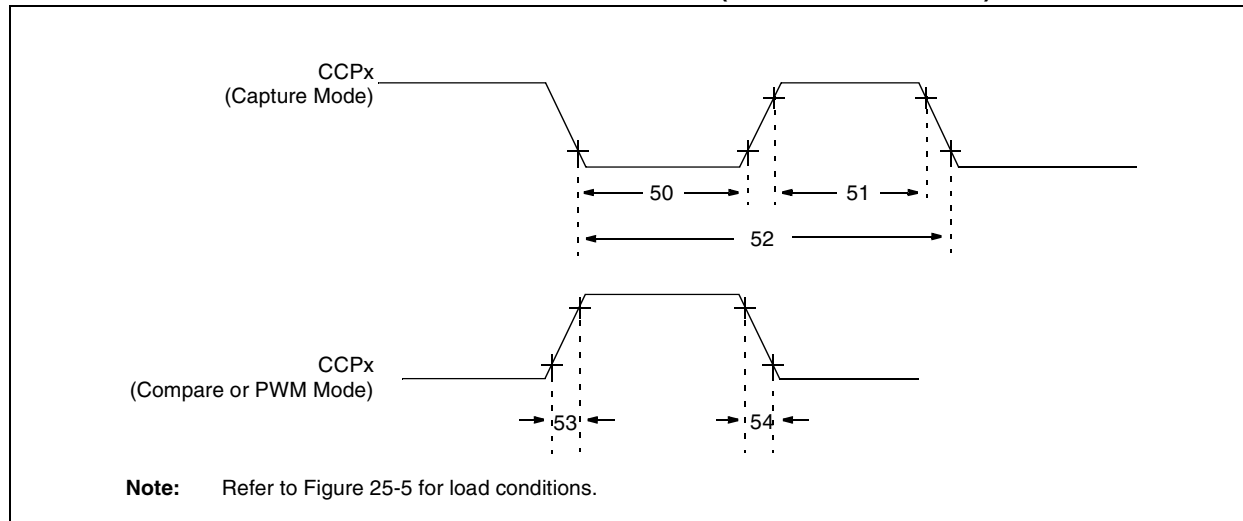 CCPx
(Capture Mode)
50
51
52
CCPx
(Compare or PWM Mode)
53
54
Note: Refer to Figure 25-5 for load conditions.